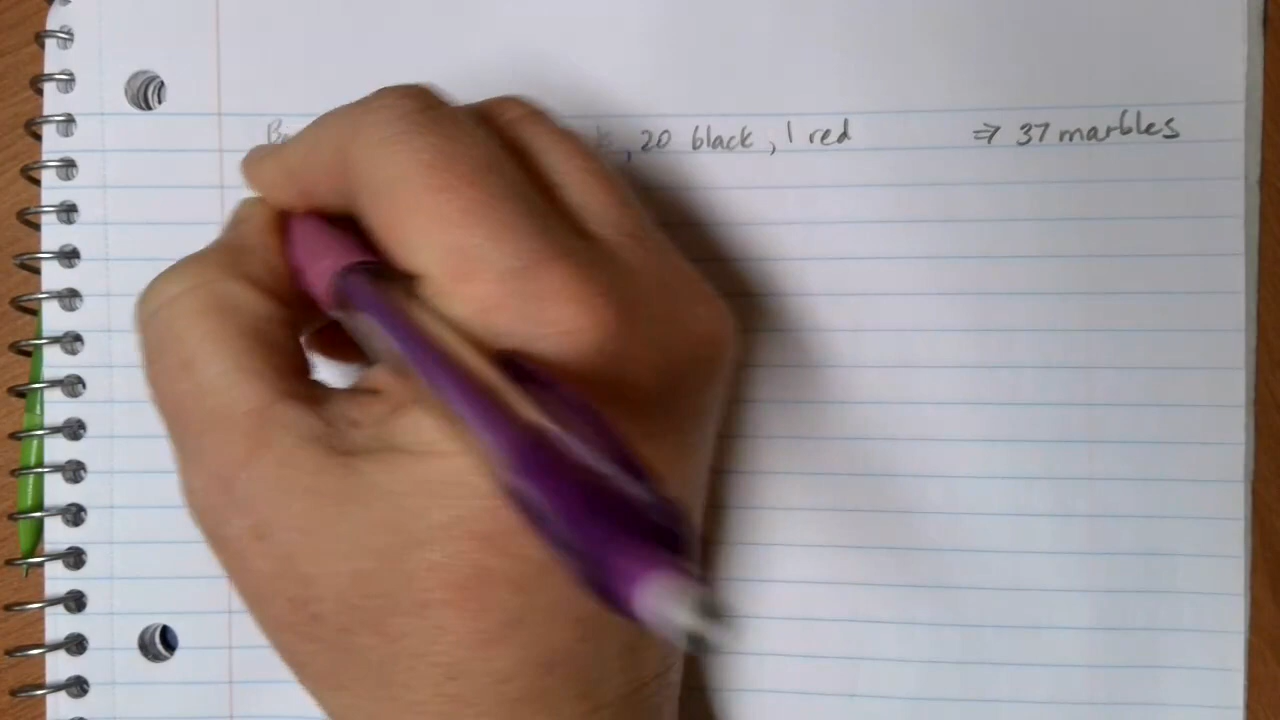 , 20 black, 1 red ⇒ 37 marbles